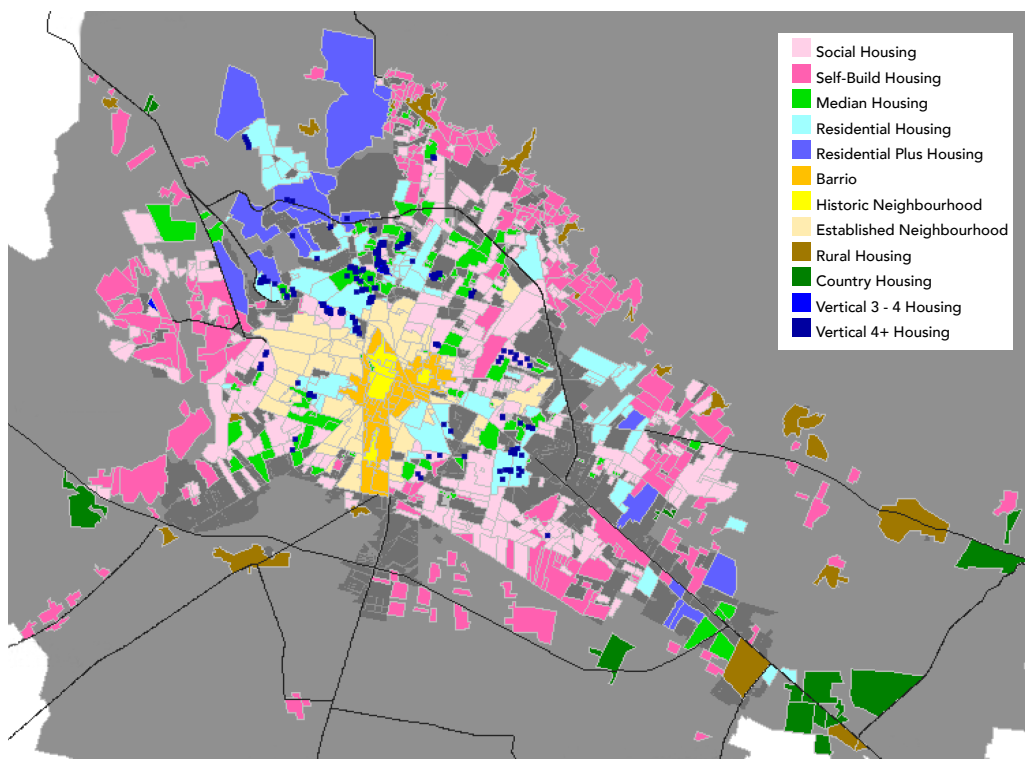 Social Housing
Self-Build Housing
Median Housing
Residential Housing
Residential Plus Housing
Barrio
Historic Neighbourhood
Established Neighbourhood
Rural Housing
Country Housing
Vertical 3 - 4 Housing
Vertical 4+ Housing